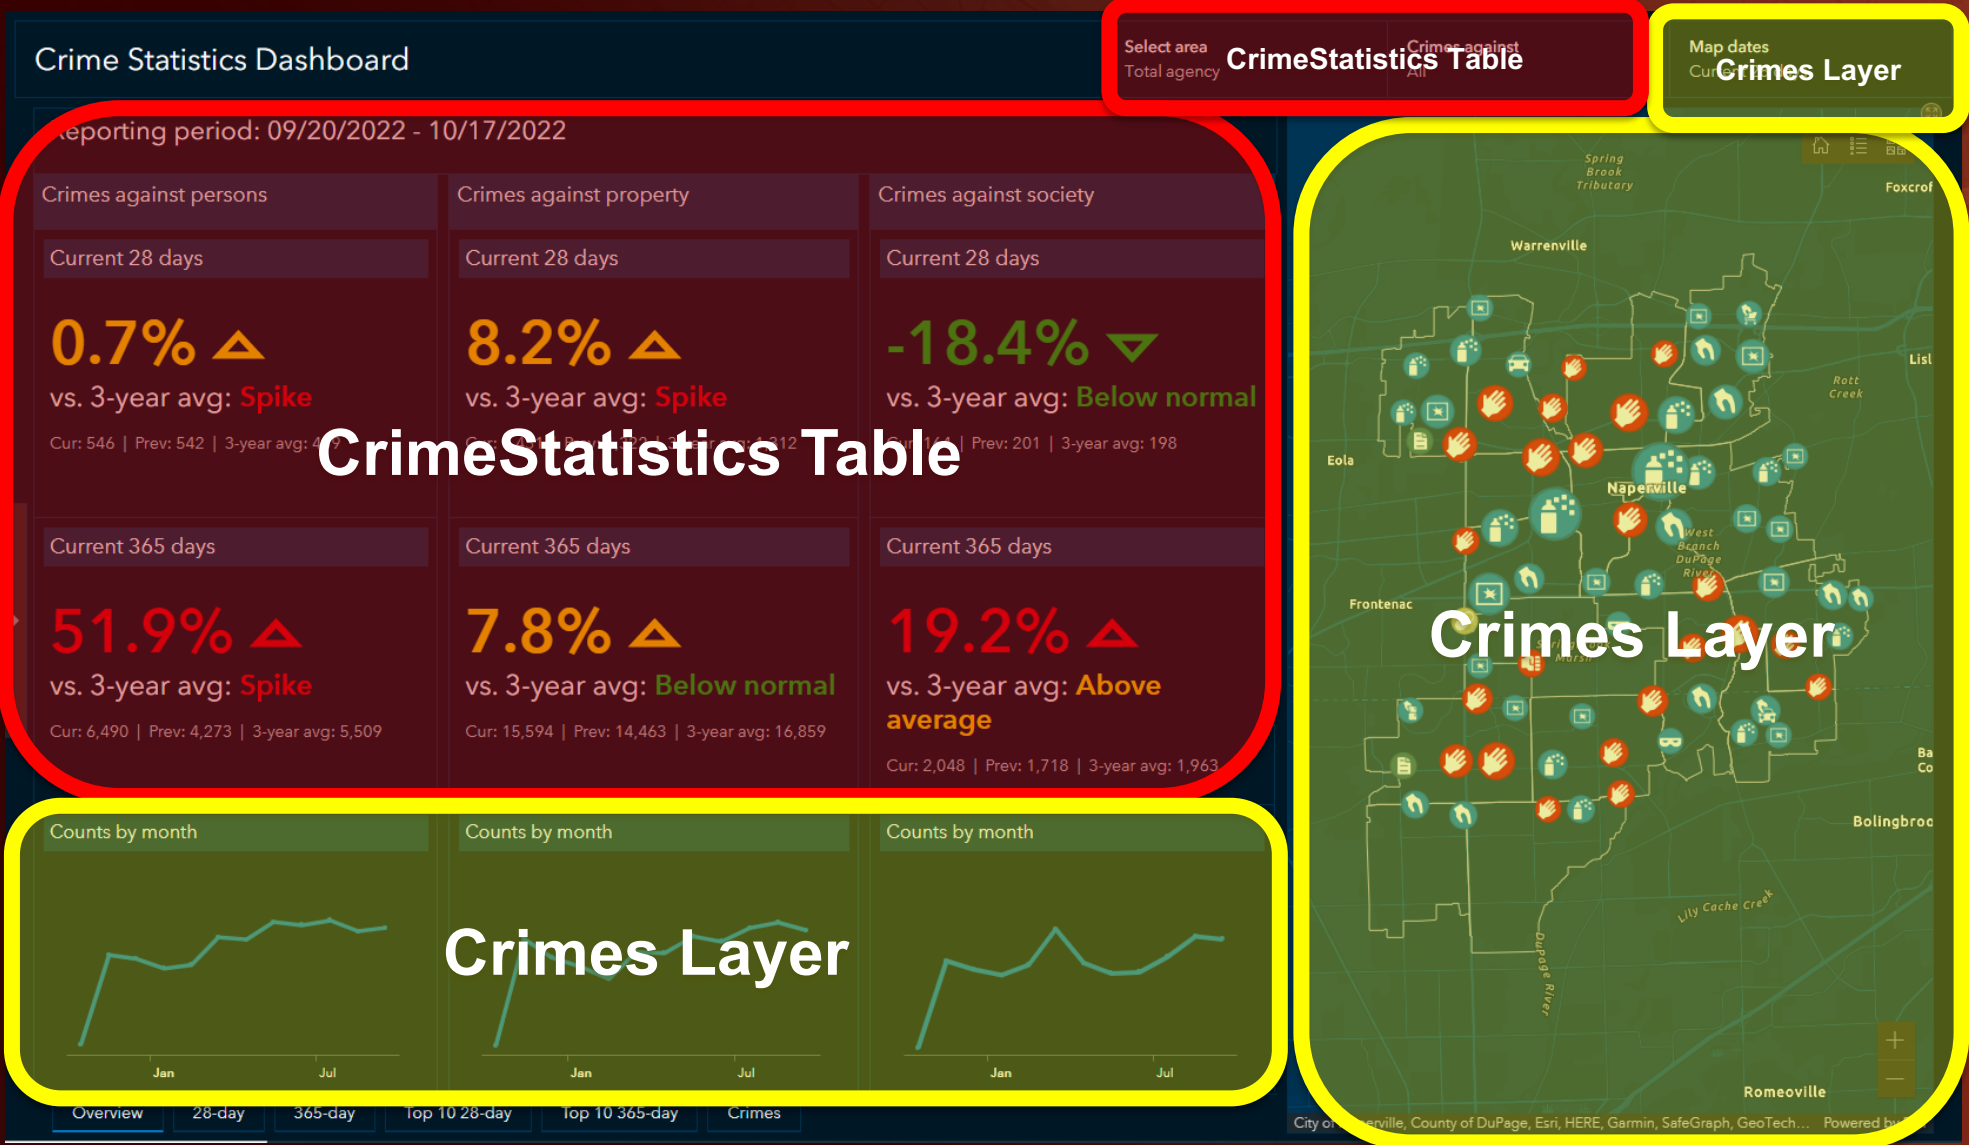 Crime Statistics Dashboard
Select area
Total agency
Crimes against
All
CrimeStatistics Table
Map dates
Crimes Layer
Reporting period: 09/20/2022 - 10/17/2022
Crimes against persons
Current 28 days
0.7%
vs. 3-year avg: Spike
Cur: 546 | Prev: 542 | 3-year avg:
Current 365 days
51.9%
vs. 3-year avg: Spike
Cur: 6,490 | Prev: 4,273 | 3-year avg: 5,509
Crimes against property
Current 28 days
8.2%
vs. 3-year avg: Spike
Current 365 days
7.8%
vs. 3-year avg: Below normal
Cur: 15,594 | Prev: 14,463 | 3-year avg: 16,859
Crimes against society
Current 28 days
-18.4%
vs. 3-year avg: Below normal
Prev: 201 | 3-year avg: 198
Current 365 days
19.2%
vs. 3-year avg: Above
average
Cur: 2,048 | Prev: 1,718 | 3-year avg: 1,963
CrimeStatistics Table
Counts by month
Jan Jul
Counts by month
Jan Jul
Counts by month
Jan Jul
Crimes Layer
Overview
28-day
365-day
Top 10 28-day
Top 10 365-day
Crimes
Spring
Brook
Tributary
Foxcrof
Warrenville
Lisl
Rott
Creek
Eola
Naperville
West
Branch
DuPage
River
Frontenac
Crimes Layer
Marsh
Ba
Co
Bolingbroo
Lily Cache Creek
DuPage River
Romeoville
City of
erville, County of DuPage, Esri, HERE, Garmin, SafeGraph, GeoTech... Powered by